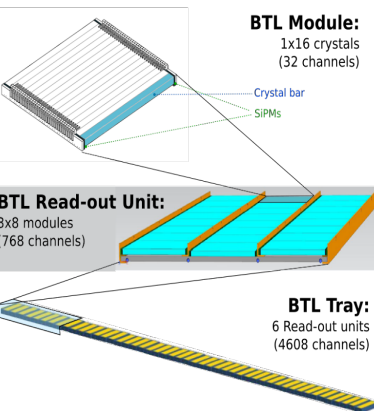 BTL Module:
1x16 crystals
(32 channels)
Crystal bar
SiPMs
BTL Read-out Unit:
3x8 modules
(768 channels)
BTL Tray:
6 Read-out units
(4608 channels)